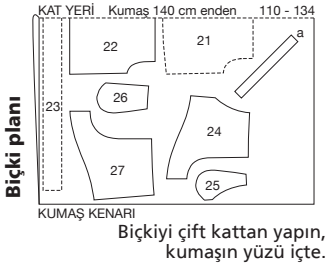 KAT YERİ Kumaş 140 cm enden 110 - 134
a
22
21
23
26
24
27
25
Biçki planı
KUMAŞ KENARI
Biçkiyi çift kattan yapın,
kumaşın yüzü içte.